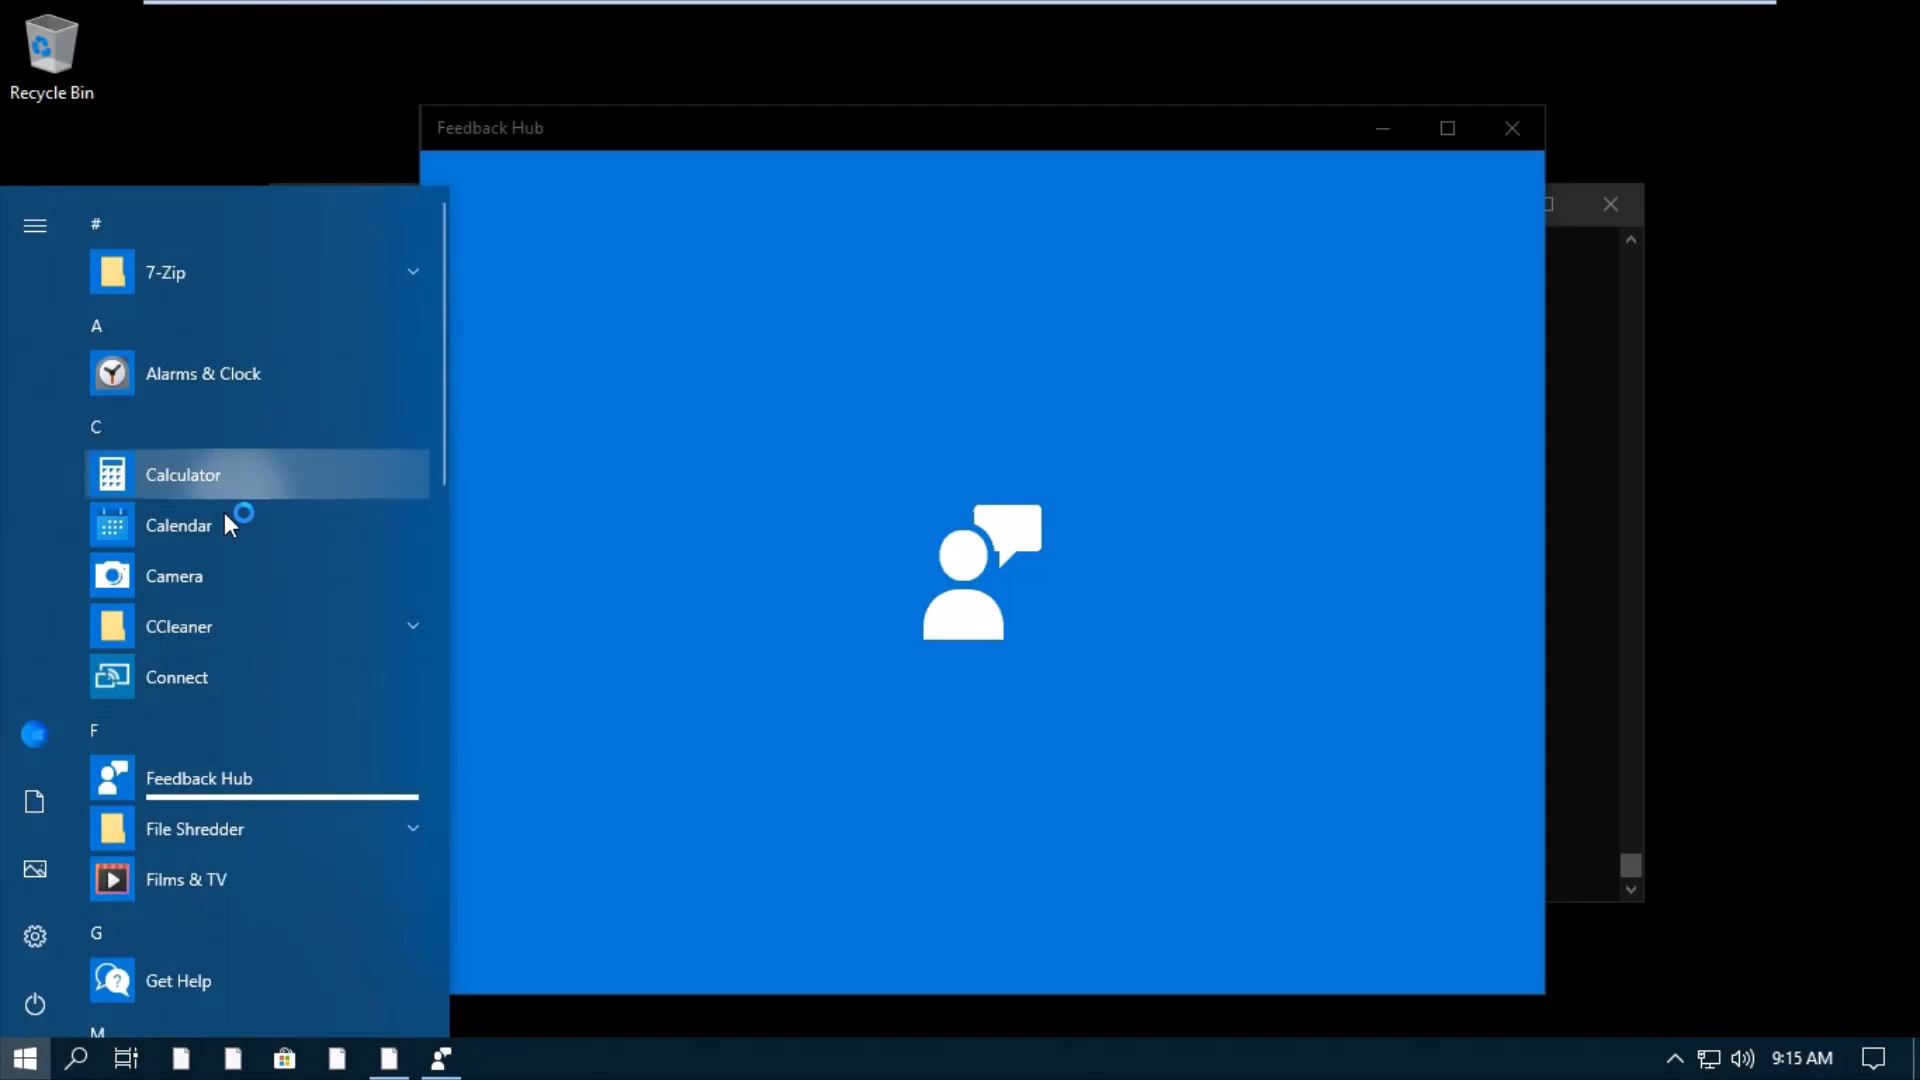 Recycle Bin
Feedback Hub
#
7-Zip
A
Alarms & Clock
C
Calculator
Calendar
Camera
CCleaner
Connect
F
Feedback Hub
File Shredder
Films & TV
G
Get Help
M
9:15 AM